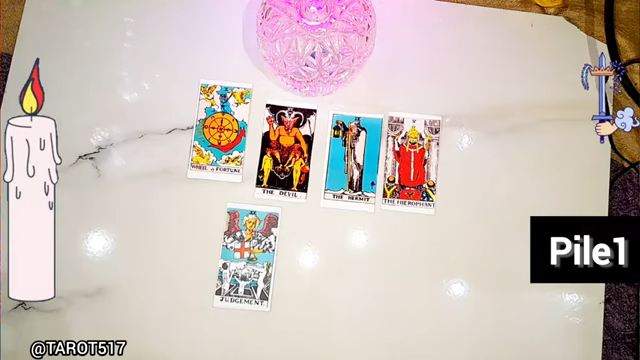 WHEEL of FORTUNE
THE DEVIL
THE HERMIT
THE HIEROPHANT
JUDGEMENT.
Pile1
@TAROT517